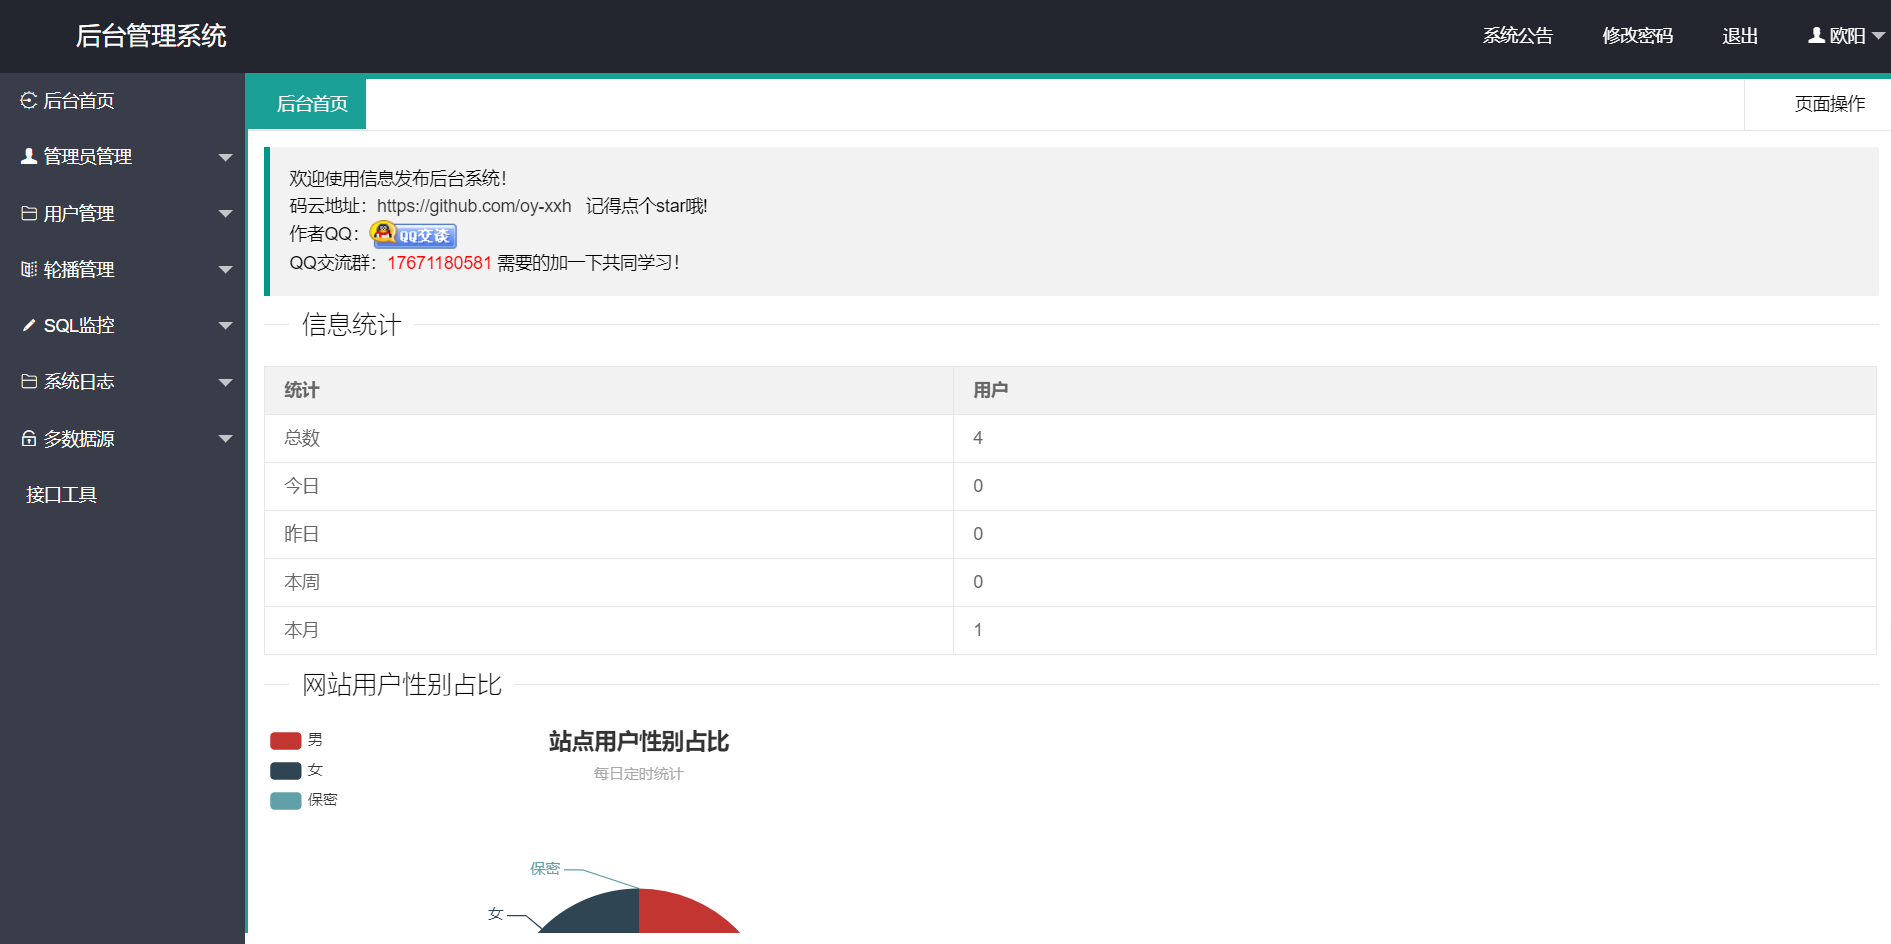 后台管理系统
系统公告
修改密码
退出
欧阳
后台首页
管理员管理
用户管理
轮播管理
SQL监控
系统日志
多数据源
接口工具
后台首页
页面操作
欢迎使用信息发布后台系统！
码云地址：https://github.com/oy-xxh 记得点个star哦!
作者QQ：QQ交谈
QQ交流群：17671180581 需要的加一下共同学习！
信息统计
统计 用户
总数 4
今日 0
昨日 0
本周 0
本月 1
网站用户性别占比
男
女
保密
站点用户性别占比
每日定时统计
保密
女